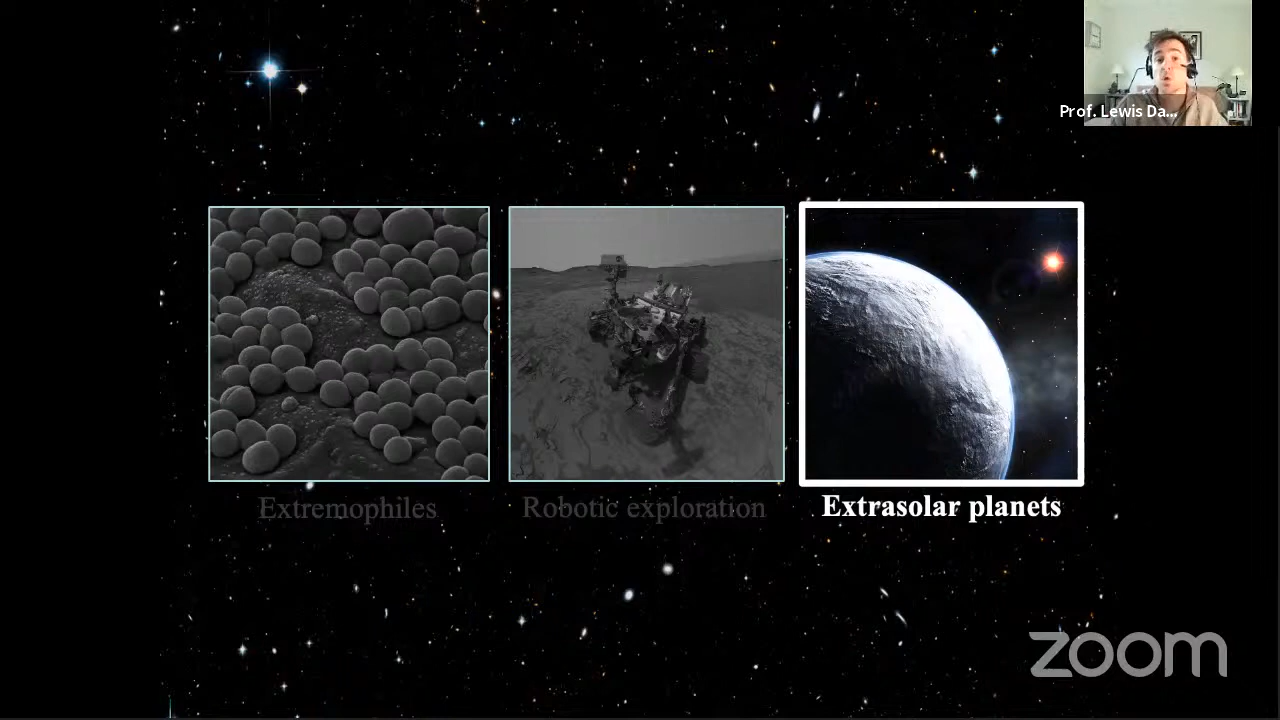 Prof. Lewis Da...
Extremophiles
Robotic exploration
Extrasolar planets
zoom